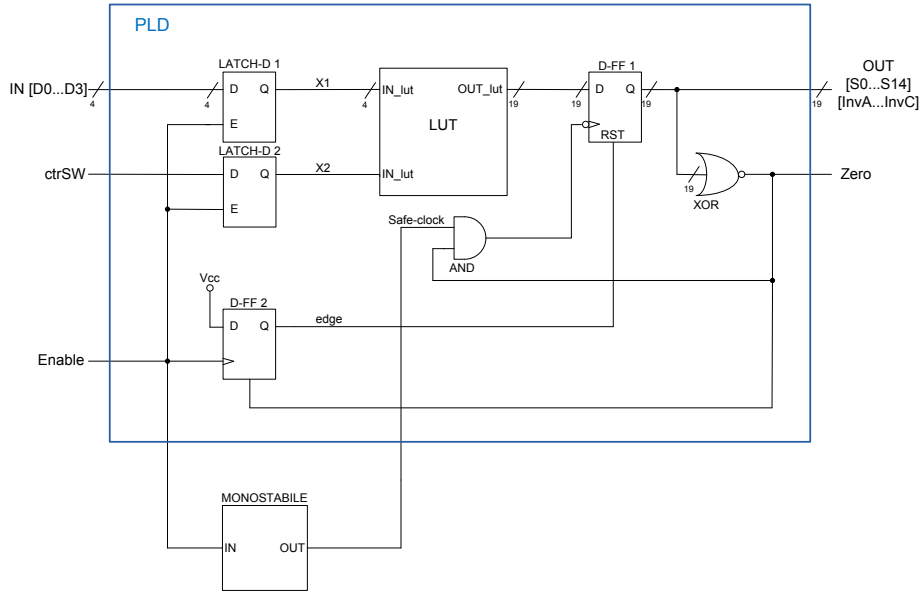 PLD
LATCH-D 1
IN [D0...D3]
4
4
D
Q
E
X1
4
IN_lut
OUT_lut
LUT
IN_lut
19
19
D-FF 1
D
Q
RST
19
19
OUT
[S0...S14]
[InvA...InvC]
LATCH-D 2
ctrSW
D
Q
E
X2
19
XOR
Zero
Safe-clock
AND
Vcc
D-FF 2
D
Q
edge
Enable
MONOSTABILE
IN
OUT